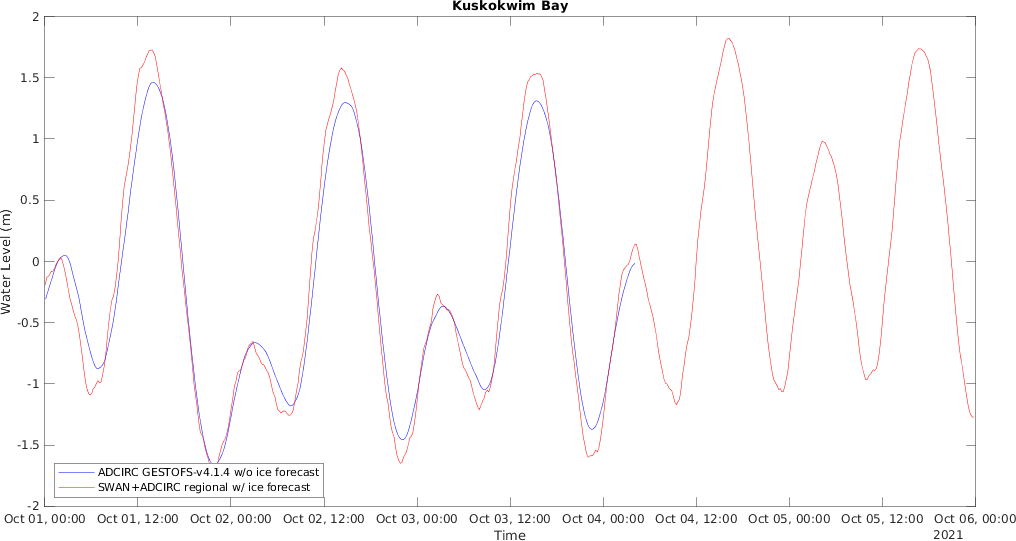 Kuskokwim Bay
2
1.5
1
0.5
0
-0.5
-1
-1.5
-2
Water Level (m)
ADCIRC GESTOFS-v4.1.4 w/o ice forecast
SWAN+ADCIRC regional w/ ice forecast
Oct 01, 00:00 Oct 01, 12:00 Oct 02, 00:00 Oct 02, 12:00 Oct 03, 00:00 Oct 03, 12:00 Oct 04, 00:00 Oct 04, 12:00 Oct 05, 00:00 Oct 05, 12:00 Oct 06, 00:00
Time
2021